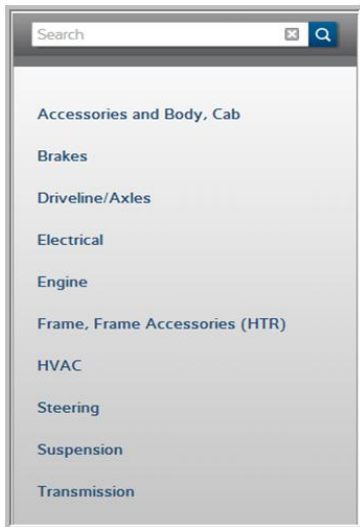 Search
Accessories and Body, Cab
Brakes
Driveline/Axles
Electrical
Engine
Frame, Frame Accessories (HTR)
HVAC
Steering
Suspension
Transmission